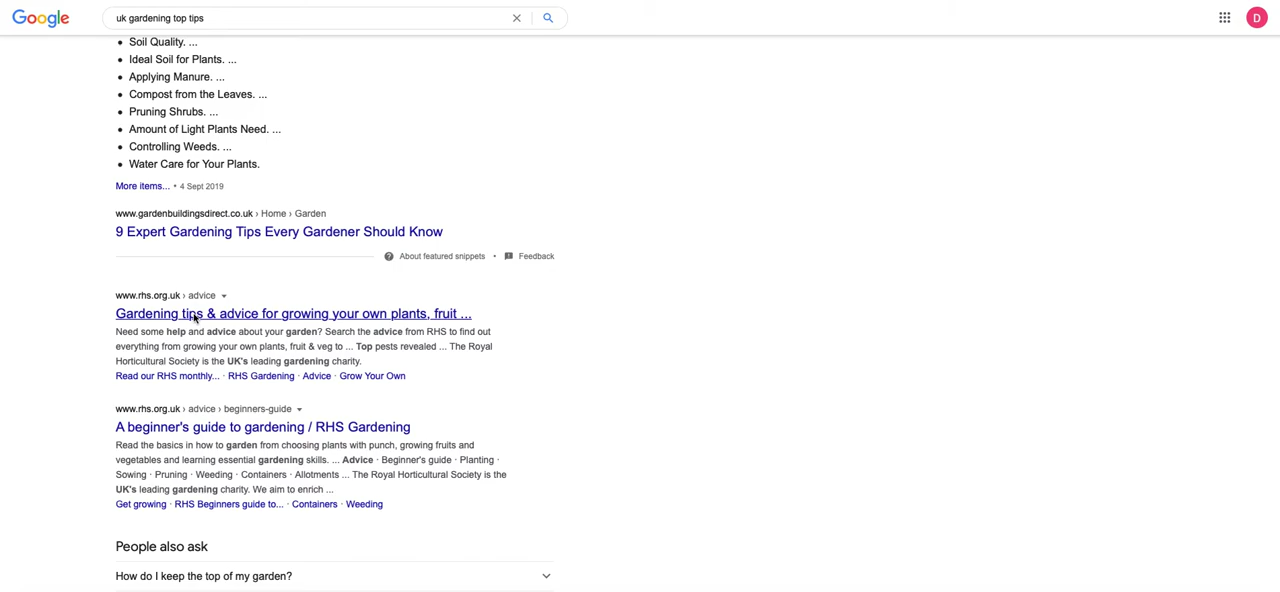 Google
uk gardening top tips
D
Soil Quality. ...
Ideal Soil for Plants. ...
Applying Manure. ...
Compost from the Leaves. ...
Pruning Shrubs. ...
Amount of Light Plants Need. ...
Controlling Weeds. ...
Water Care for Your Plants.
More items... • 4 Sept 2019
www.gardenbuildingsdirect.co.uk › Home › Garden
9 Expert Gardening Tips Every Gardener Should Know
About featured snippets • Feedback
www.rhs.org.uk › advice
Gardening tips & advice for growing your own plants, fruit ...
Need some help and advice about your garden? Search the advice from RHS to find out
everything from growing your own plants, fruit & veg to ... Top pests revealed ... The Royal
Horticultural Society is the UK's leading gardening charity.
Read our RHS monthly... · RHS Gardening · Advice · Grow Your Own
www.rhs.org.uk › advice › beginners-guide
A beginner's guide to gardening / RHS Gardening
Read the basics in how to garden from choosing plants with punch, growing fruits and
vegetables and learning essential gardening skills. ... Advice · Beginner's guide · Planting ·
Sowing · Pruning · Weeding · Containers · Allotments ... The Royal Horticultural Society is the
UK's leading gardening charity. We aim to enrich ...
Get growing · RHS Beginners guide to... · Containers · Weeding
People also ask
How do I keep the top of my garden?